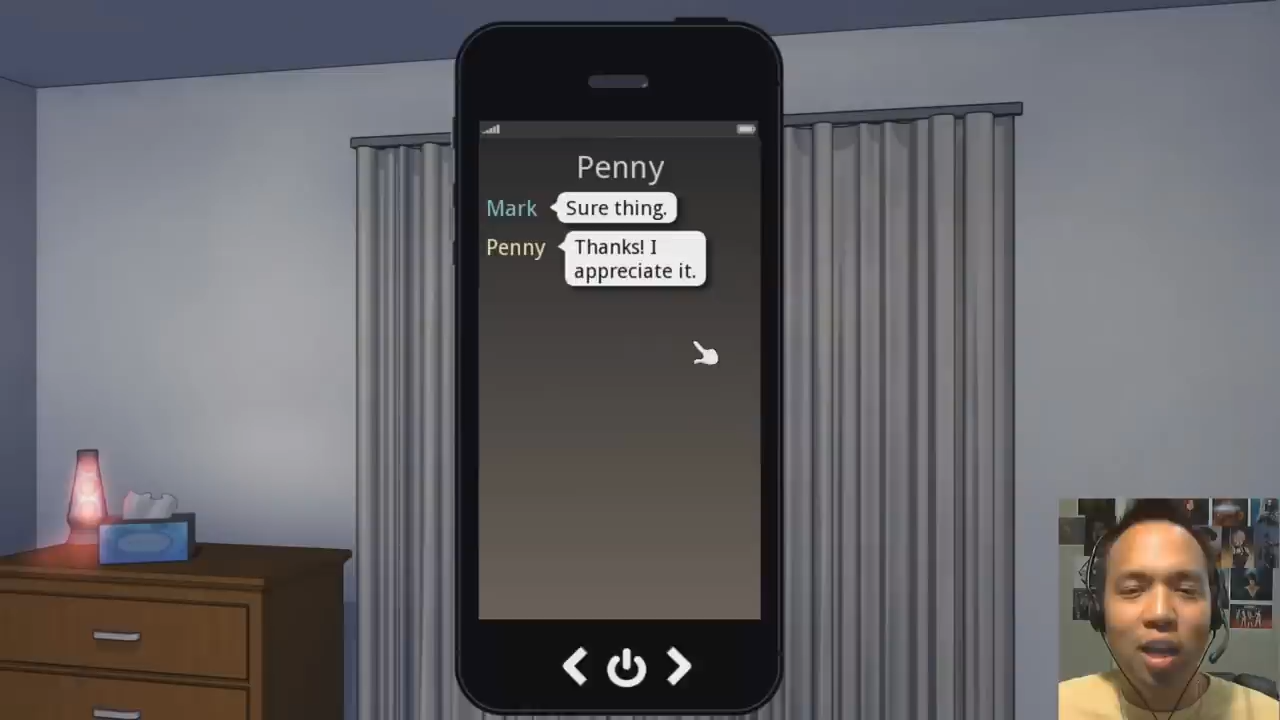 Penny
Mark
Sure thing.
Penny
Thanks! I
appreciate it.